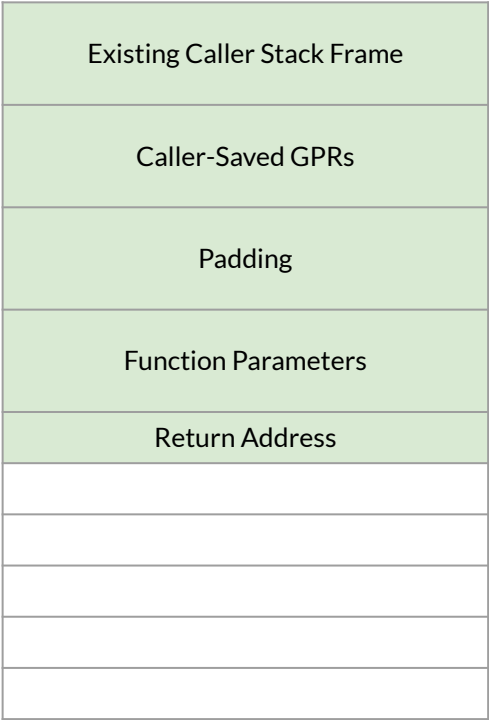 Existing Caller Stack Frame
Caller-Saved GPRs
Padding
Function Parameters
Return Address